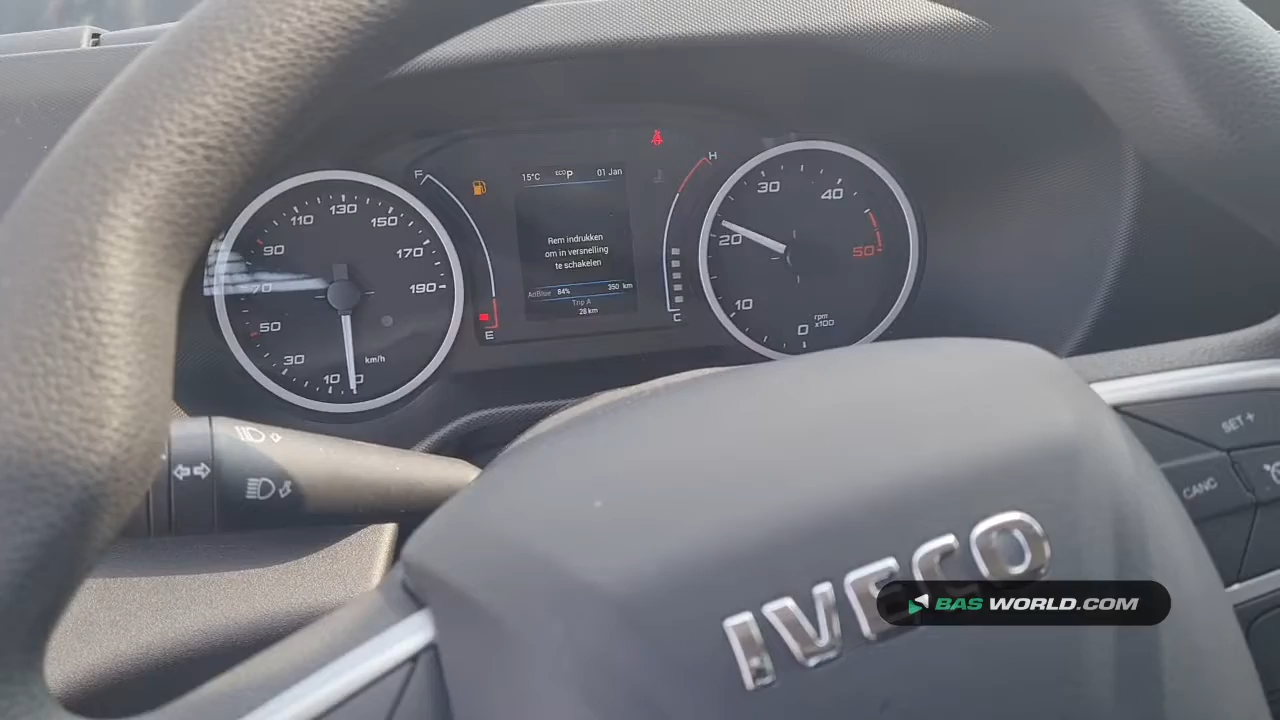 F
H
15°C ECO P 01 Jan
Rem indrukken
om in versnelling
te schakelen
AdBlue 84% 350 km
Trip A
28 km
E
C
10 30 50 70 90 110 130 150 170 190
km/h
0 10 20 30 40 50
rpm
x100
SET +
CANC
IVECO
BAS WORLD.COM